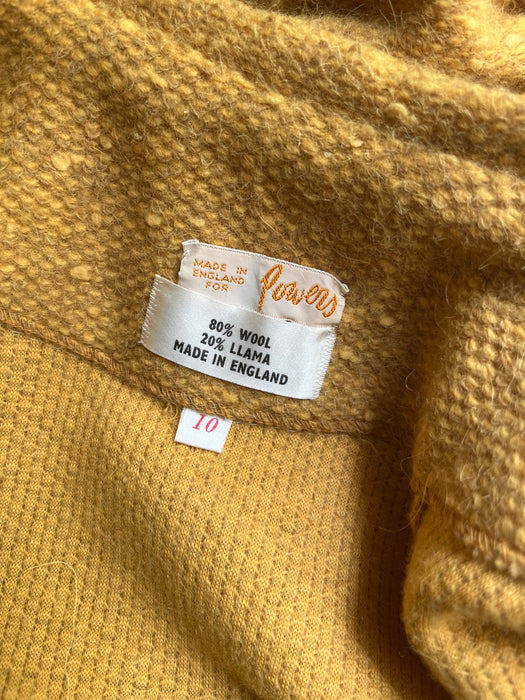 MADE IN
ENGLAND
FOR
Powers
80% WOOL
20% LLAMA
MADE IN ENGLAND
10